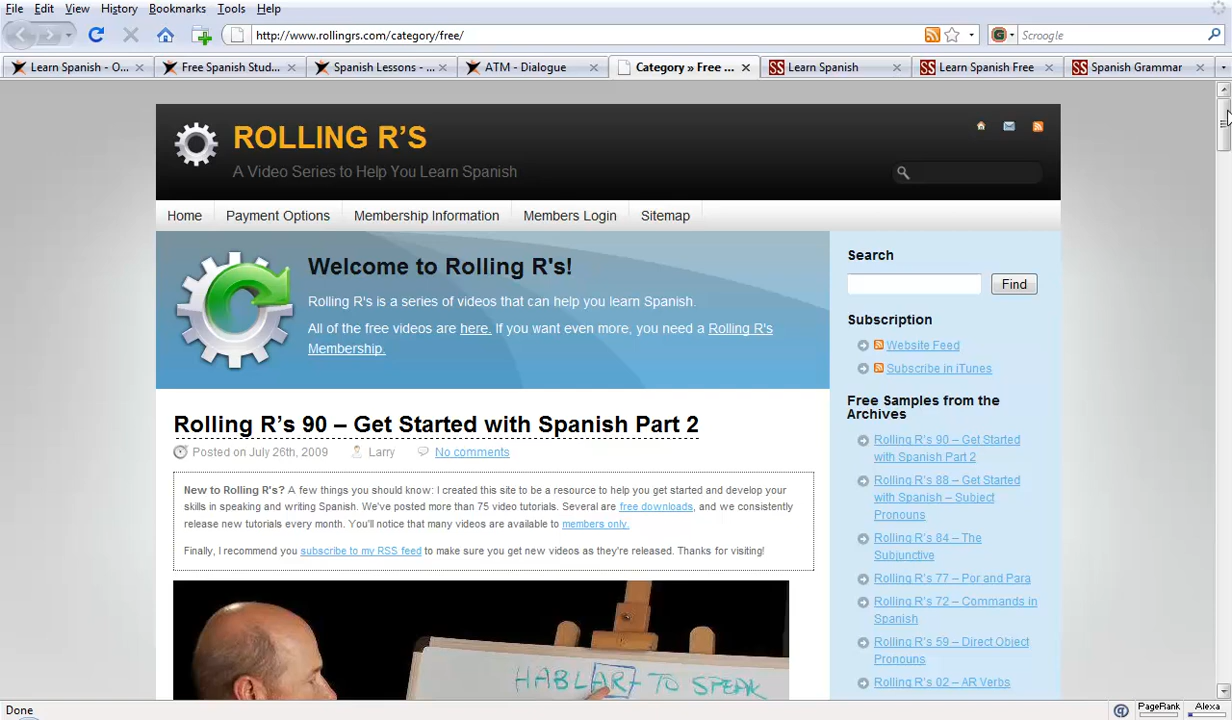 File Edit View History Bookmarks Tools Help
http://www.rollingrs.com/category/free/ Scroogle
Learn Spanish - O... Free Spanish Stud... Spanish Lessons - ... ATM - Dialogue Category » Free ... Learn Spanish Learn Spanish Free Spanish Grammar
ROLLING R'S
A Video Series to Help You Learn Spanish
Home Payment Options Membership Information Members Login Sitemap
Welcome to Rolling R's!
Rolling R's is a series of videos that can help you learn Spanish.
All of the free videos are here. If you want even more, you need a Rolling R's
Membership.
Rolling R's 90 – Get Started with Spanish Part 2
Posted on July 26th, 2009 Larry No comments
New to Rolling R's? A few things you should know: I created this site to be a resource to help you get started and develop your
skills in speaking and writing Spanish. We've posted more than 75 video tutorials. Several are free downloads, and we consistently
release new tutorials every month. You'll notice that many videos are available to members only.
Finally, I recommend you subscribe to my RSS feed to make sure you get new videos as they're released. Thanks for visiting!
HABLAR - TO SPEAK
Search
Find
Subscription
Website Feed
Subscribe in iTunes
Free Samples from the
Archives
Rolling R's 90 – Get Started
with Spanish Part 2
Rolling R's 88 – Get Started
with Spanish – Subject
Pronouns
Rolling R's 84 – The
Subjunctive
Rolling R's 77 – Por and Para
Rolling R's 72 – Commands in
Spanish
Rolling R's 59 – Direct Object
Pronouns
Rolling R's 02 – AR Verbs
Done PageRank Alexa